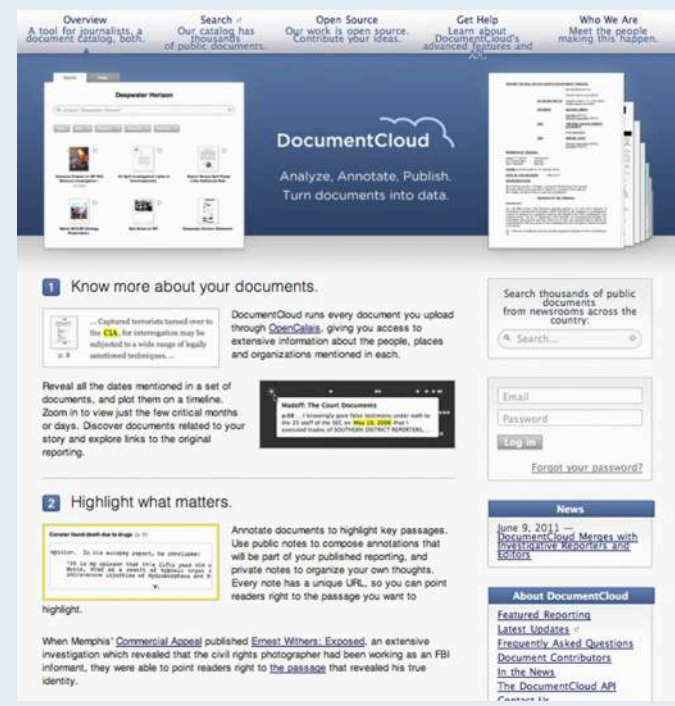 Overview
A tool for journalists, a
document catalog, both.
Search
Our catalog has
thousands
of public documents.
Open Source
Our work is open source.
Contribute your ideas.
Get Help
Learn about
DocumentCloud's
advanced features and
Who We Are
Meet the people
making this happen.
Deepwater Horizon
DocumentCloud
Analyze, Annotate, Publish.
Turn documents into data.
1 Know more about your documents.
... Captured terrorists turned over to
the CIA, for interrogation may be
subjected to a wide range of legally
sanctioned techniques, ...
p. 9
DocumentCloud runs every document you upload
through OpenCalais, giving you access to
extensive information about the people, places
and organizations mentioned in each.
Reveal all the dates mentioned in a set of
documents, and plot them on a timeline.
Zoom in to view just the few critical months
or days. Discover documents related to your
story and explore links to the original
reporting.
Madoff: The Court Documents
p.98 ... I knowingly gave false testimony under oath to
the 25 staff of the SEC on May 19, 2006 that I
executed trades of SOUTHERN DISTRICT REPORTERS, ...
2 Highlight what matters.
Coroner found death due to drugs (p. 3)
opinion. In his autopsy report, he concludes:
Annotate documents to highlight key passages.
Use public notes to compose annotations that
will be part of your published reporting, and
private notes to organize your own thoughts.
Every note has a unique URL, so you can point
readers right to the passage you want to
highlight.
When Memphis' Commercial Appeal published Ernest Withers: Exposed, an extensive
investigation which revealed that the civil rights photographer had been working as an FBI
informant, they were able to point readers right to the passage that revealed his true
identity.
Search thousands of public
documents
from newsrooms across the
country:
Search...
Email
Password
Log in
Forgot your password?
News
June 9, 2011 —
DocumentCloud Merges with
Investigative Reporters and
Editors
About DocumentCloud
Featured Reporting
Latest Updates
Frequently Asked Questions
Document Contributors
In the News
The DocumentCloud API
Contact Us